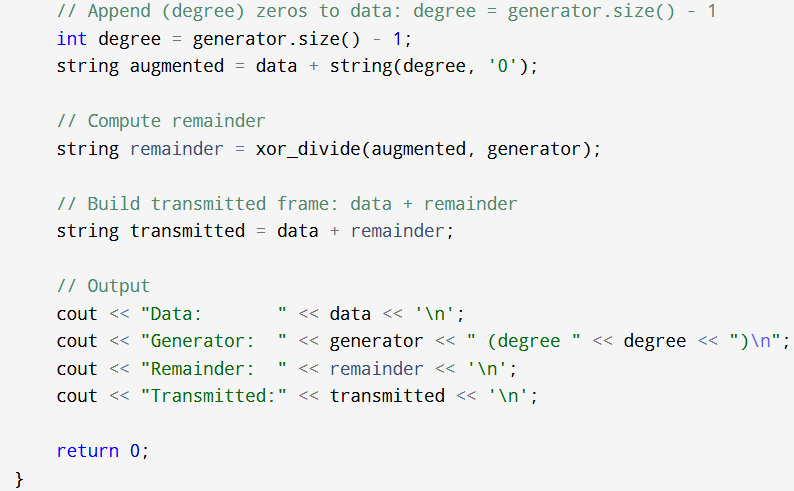 // Append (degree) zeros to data: degree = generator.size() - 1
int degree = generator.size() - 1;
string augmented = data + string(degree, '0');
// Compute remainder
string remainder = xor_divide(augmented, generator);
// Build transmitted frame: data + remainder
string transmitted = data + remainder;
// Output
cout << "Data:       " << data << '\n';
cout << "Generator:  " << generator << " (degree " << degree << ")\n";
cout << "Remainder:  " << remainder << '\n';
cout << "Transmitted:" << transmitted << '\n';
return 0;
}